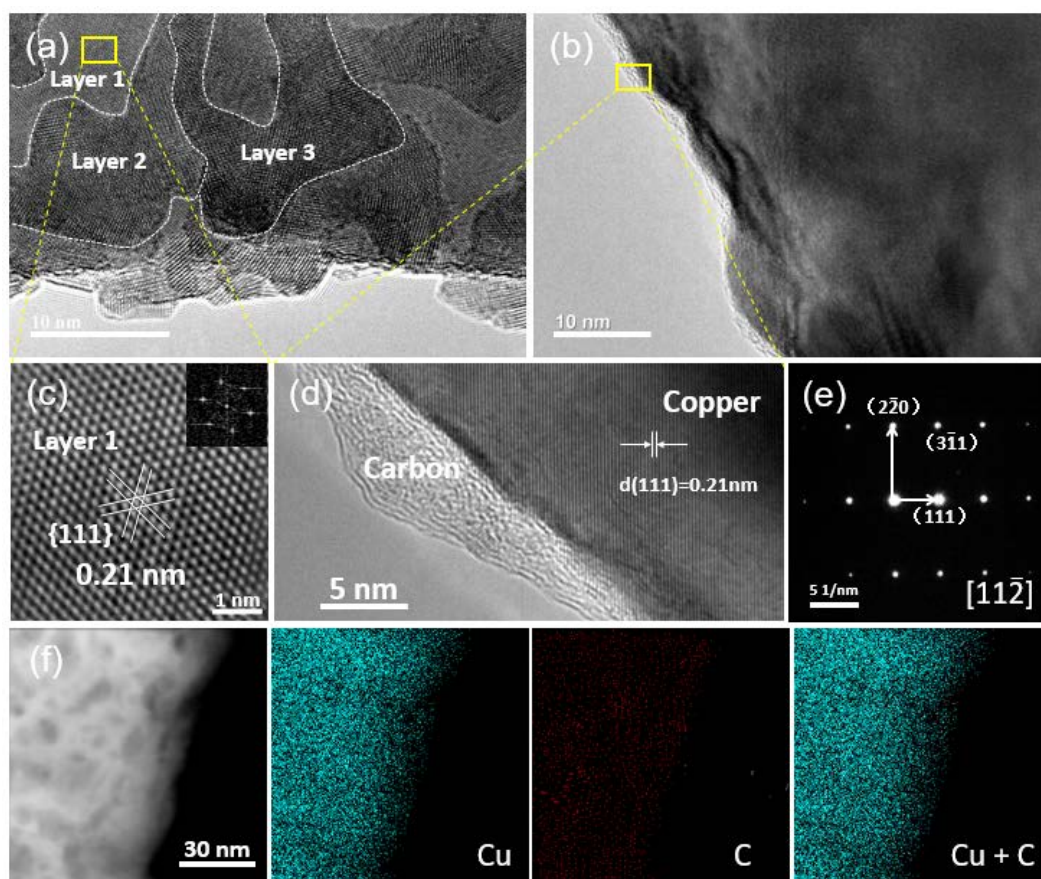 (a)
Layer 1
Layer 2
Layer 3
10 nm
(b)
10 nm
(c)
Layer 1
{111}
0.21 nm
1 nm
(d)
Copper
Carbon
d(111)=0.21nm
5 nm
(e)
(22̅0)
(31̅1)
(111)
5 1/nm
[112̅]
(f)
30 nm
Cu
C
Cu + C